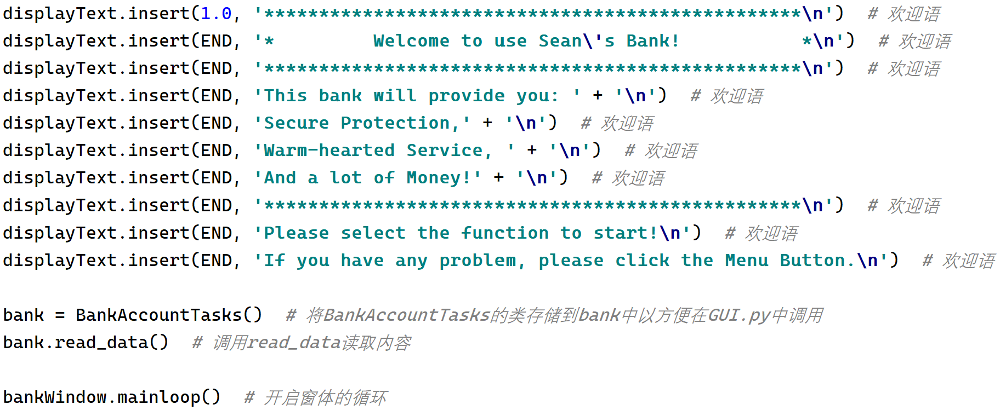 displayText.insert(1.0, '*************************************************\n')  # 欢迎语
displayText.insert(END, '*         Welcome to use Sean\'s Bank!           *\n')  # 欢迎语
displayText.insert(END, '*************************************************\n')  # 欢迎语
displayText.insert(END, 'This bank will provide you: ' + '\n')  # 欢迎语
displayText.insert(END, 'Secure Protection,' + '\n')  # 欢迎语
displayText.insert(END, 'Warm-hearted Service, ' + '\n')  # 欢迎语
displayText.insert(END, 'And a lot of Money!' + '\n')  # 欢迎语
displayText.insert(END, '*************************************************\n')  # 欢迎语
displayText.insert(END, 'Please select the function to start!\n')  # 欢迎语
displayText.insert(END, 'If you have any problem, please click the Menu Button.\n')  # 欢迎语
bank = BankAccountTasks()  # 将BankAccountTasks的类存储到bank中以方便在GUI.py中调用
bank.read_data()  # 调用read_data读取内容
bankWindow.mainloop()  # 开启窗体的循环